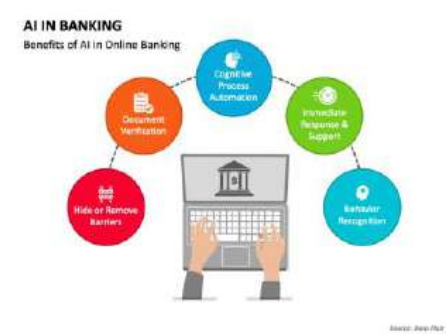 AI IN BANKING
Benefits of AI in Online Banking
Cognitive
Process
Automation
Document
Verification
Immediate
Response &
Support
Hide or Remove
Barriers
Behavior
Recognition
Source: